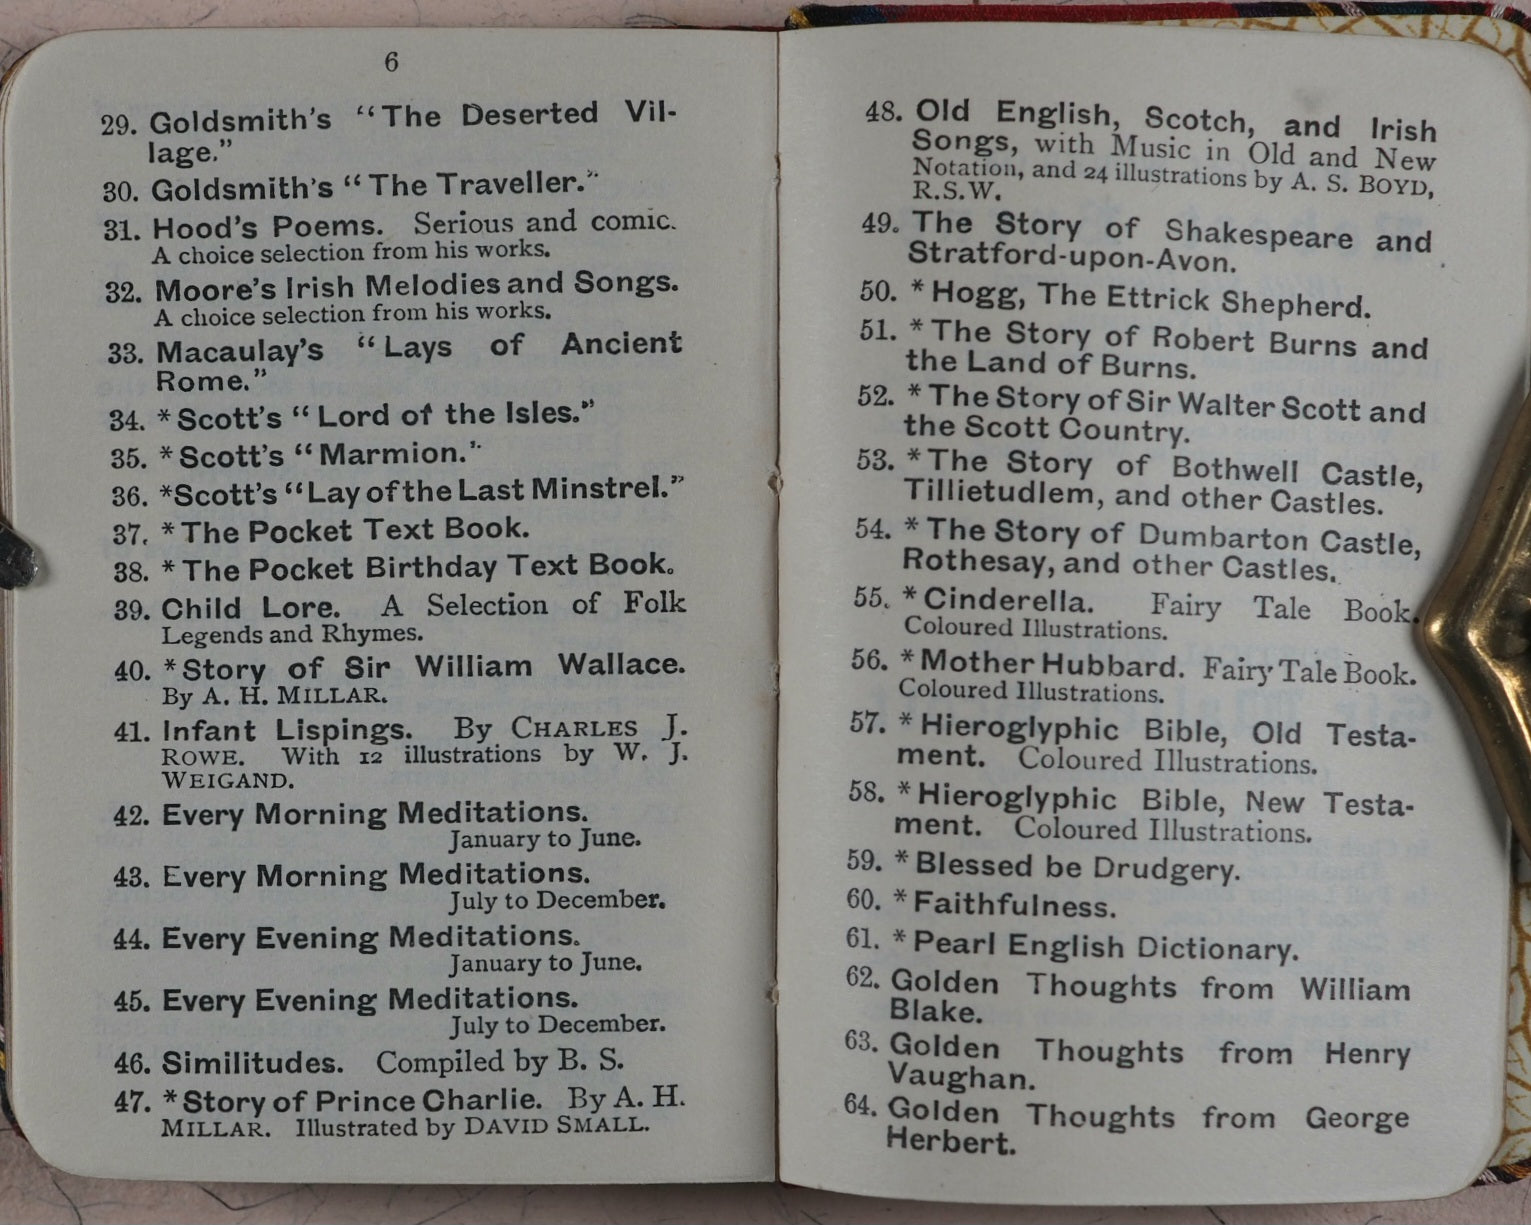 6
29. Goldsmith's "The Deserted Vil-
lage."
30. Goldsmith's "The Traveller."
31. Hood's Poems. Serious and comic.
A choice selection from his works.
32. Moore's Irish Melodies and Songs.
A choice selection from his works.
33. Macaulay's "Lays of Ancient
Rome."
34. *Scott's "Lord of the Isles."
35. *Scott's "Marmion."
36. *Scott's "Lay of the Last Minstrel."
37. *The Pocket Text Book.
38. *The Pocket Birthday Text Book.
39. Child Lore. A Selection of Folk
Legends and Rhymes.
40. *Story of Sir William Wallace.
By A. H. MILLAR.
41. Infant Lispings. By CHARLES J.
ROWE. With 12 illustrations by W. J.
WEIGAND.
42. Every Morning Meditations.
January to June.
43. Every Morning Meditations.
July to December.
44. Every Evening Meditations.
January to June.
45. Every Evening Meditations.
July to December.
46. Similitudes. Compiled by B. S.
47. *Story of Prince Charlie. By A. H.
MILLAR. Illustrated by DAVID SMALL.
48. Old English, Scotch, and Irish
Songs, with Music in Old and New
Notation, and 24 illustrations by A. S. BOYD,
R.S.W.
49. The Story of Shakespeare and
Stratford-upon-Avon.
50. *Hogg, The Ettrick Shepherd.
51. *The Story of Robert Burns and
the Land of Burns.
52. *The Story of Sir Walter Scott and
the Scott Country.
53. *The Story of Bothwell Castle,
Tillietudlem, and other Castles.
54. *The Story of Dumbarton Castle,
Rothesay, and other Castles.
55. *Cinderella. Fairy Tale Book.
Coloured Illustrations.
56. *Mother Hubbard. Fairy Tale Book.
Coloured Illustrations.
57. *Hieroglyphic Bible, Old Testa-
ment. Coloured Illustrations.
58. *Hieroglyphic Bible, New Testa-
ment. Coloured Illustrations.
59. *Blessed be Drudgery.
60. *Faithfulness.
61. *Pearl English Dictionary.
62. Golden Thoughts from William
Blake.
63. Golden Thoughts from Henry
Vaughan.
64. Golden Thoughts from George
Herbert.